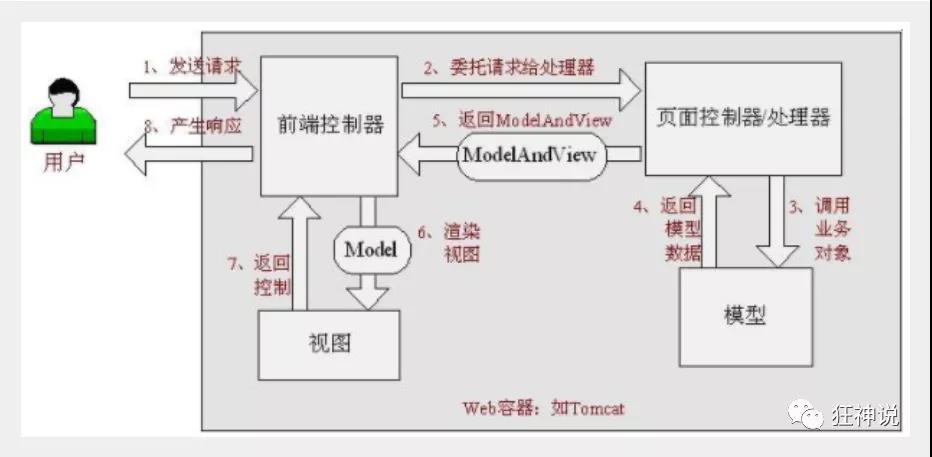 1、发送请求
2、委托请求给处理器
8、产生响应
用户
前端控制器
5、返回ModelAndView
ModelAndView
页面控制器/处理器
4、返回
模型
数据
3、调用
业务
对象
6、渲染
视图
Model
7、返回
控制
视图
模型
Web容器：如Tomcat
狂神说